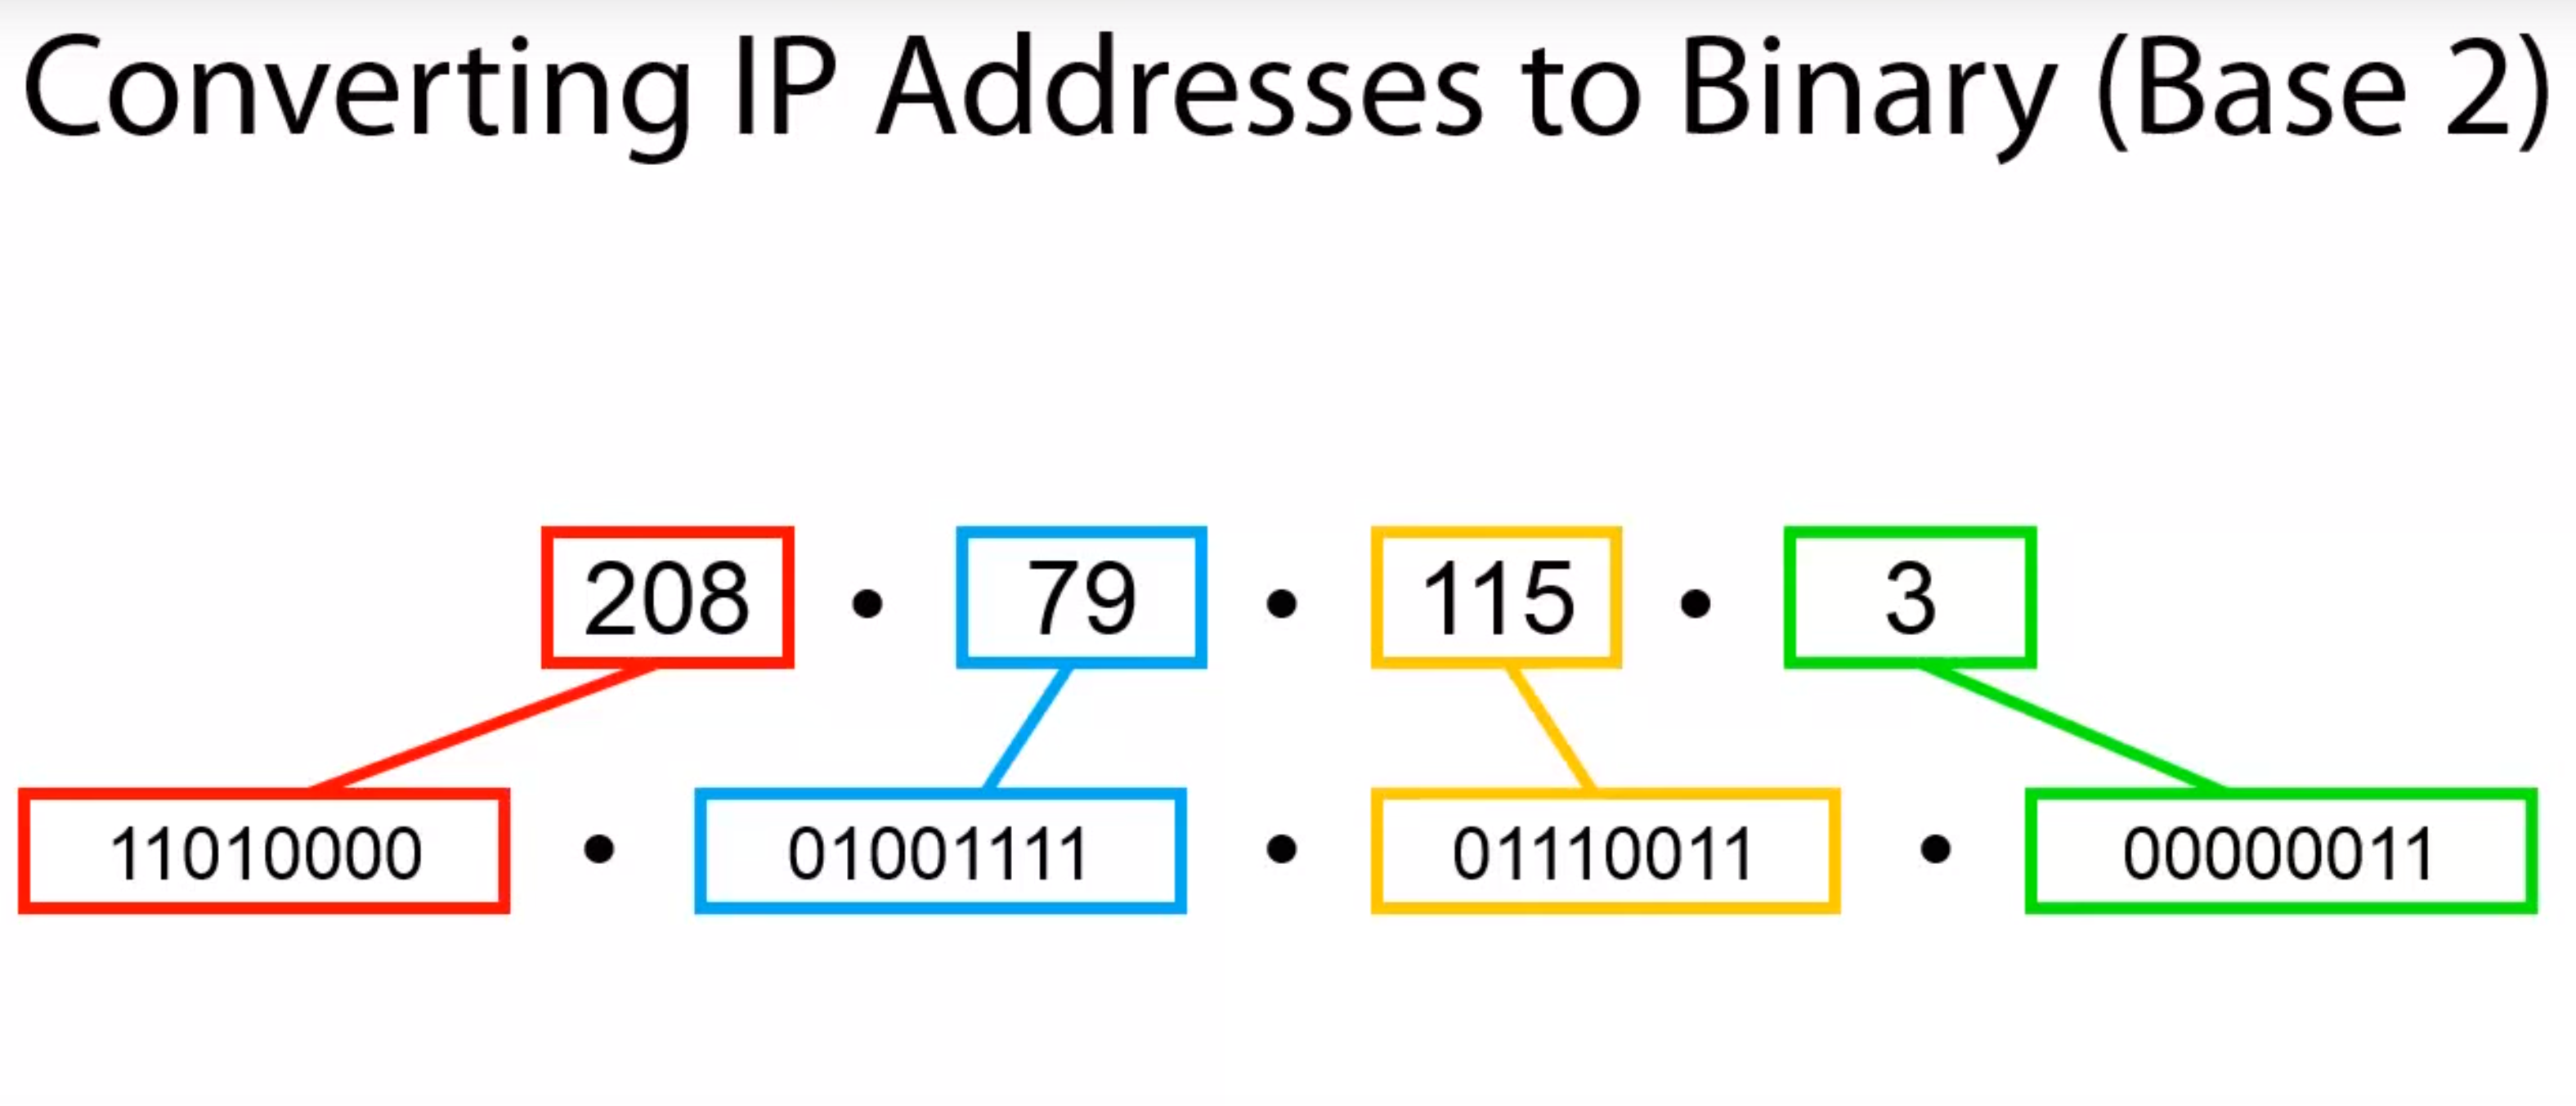 Converting IP Addresses to Binary (Base 2)
208 • 79 • 115 • 3
11010000 • 01001111 • 01110011 • 00000011